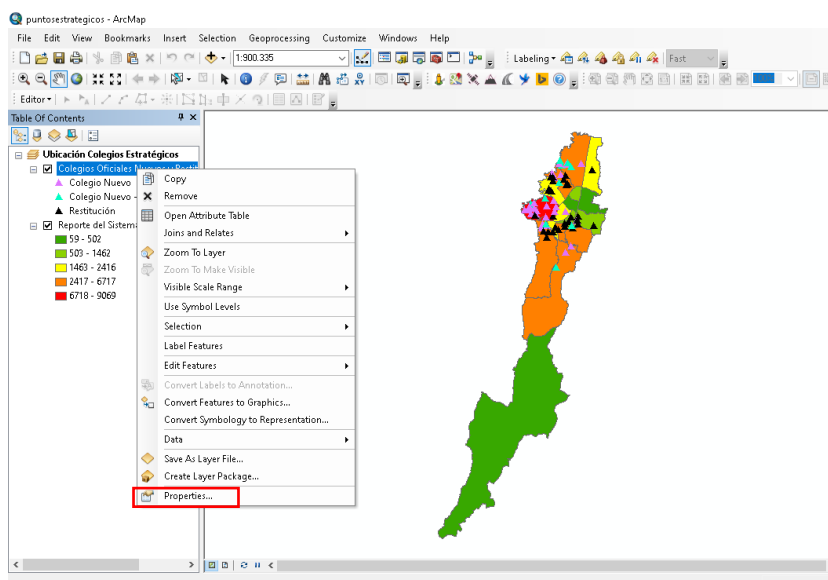 puntosestrategicos - ArcMap
File Edit View Bookmarks Insert Selection Geoprocessing Customize Windows Help
1:900.335 Labeling Fast
Editor
Table Of Contents
Ubicación Colegios Estratégicos
Colegios Oficiales
Colegio Nuevo
Colegio Nuevo -
Restitución
Reporte del Sistem
59 - 502
503 - 1462
1463 - 2416
2417 - 6717
6718 - 9069
Copy
Remove
Open Attribute Table
Joins and Relates
Zoom To Layer
Zoom To Make Visible
Visible Scale Range
Use Symbol Levels
Selection
Label Features
Edit Features
Convert Labels to Annotation...
Convert Features to Graphics...
Convert Symbology to Representation...
Data
Save As Layer File...
Create Layer Package...
Properties...